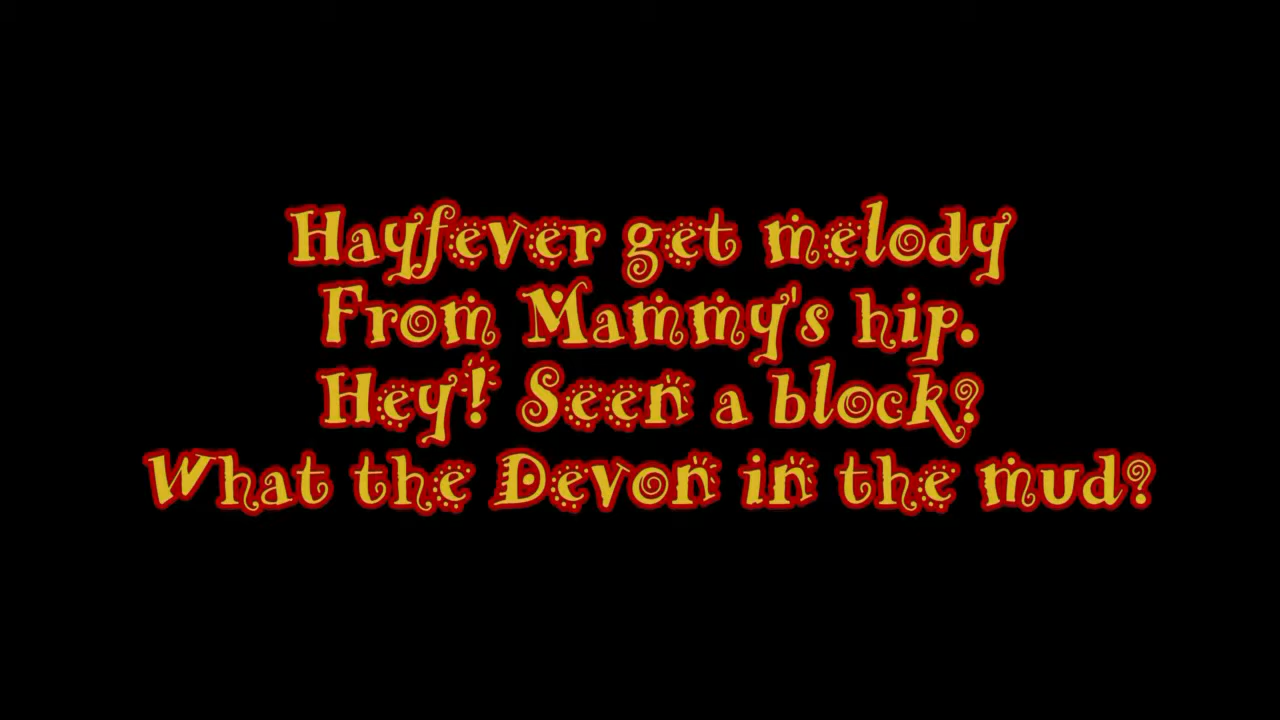 Hayfever get melody
From Mammy's hip.
Hey! Seen a block?
What the Devon in the mud?